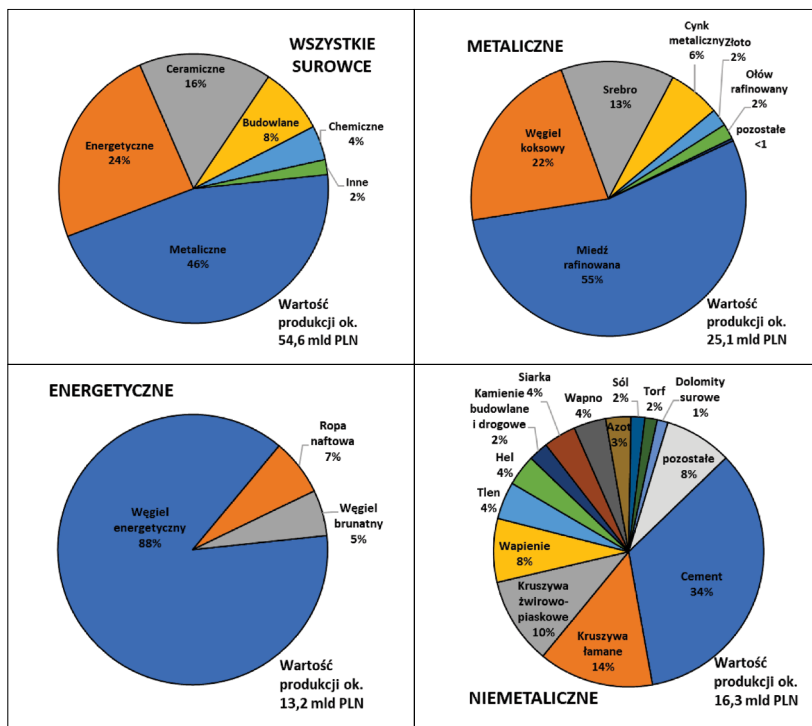 WSZYSTKIE
SUROWCE
Ceramiczne
16%
Budowlane
8%
Chemiczne
4%
Energetyczne
24%
Inne
2%
Metaliczne
46%
Wartość
produkcji ok.
54,6 mld PLN
METALICZNE
Cynk
metaliczny
6%
Złoto
2%
Ołów
rafinowany
2%
pozostałe
<1
Srebro
13%
Węgiel
koksowy
22%
Miedź
rafinowana
55%
Wartość
produkcji ok.
25,1 mld PLN
ENERGETYCZNE
Ropa
naftowa
7%
Węgiel
brunatny
5%
Węgiel
energetyczny
88%
Wartość
produkcji ok.
13,2 mld PLN
Siarka
4%
Kamienie
budowlane
i drogowe
2%
Wapno
4%
Azot
3%
Sól
2%
Torf
2%
Dolomity
surowe
1%
pozostałe
8%
Hel
4%
Tlen
4%
Wapienie
8%
Kruszywa
żwirowo-
piaskowe
10%
Kruszywa
łamane
14%
Cement
34%
Wartość
produkcji ok.
16,3 mld PLN
NIEMETALICZNE